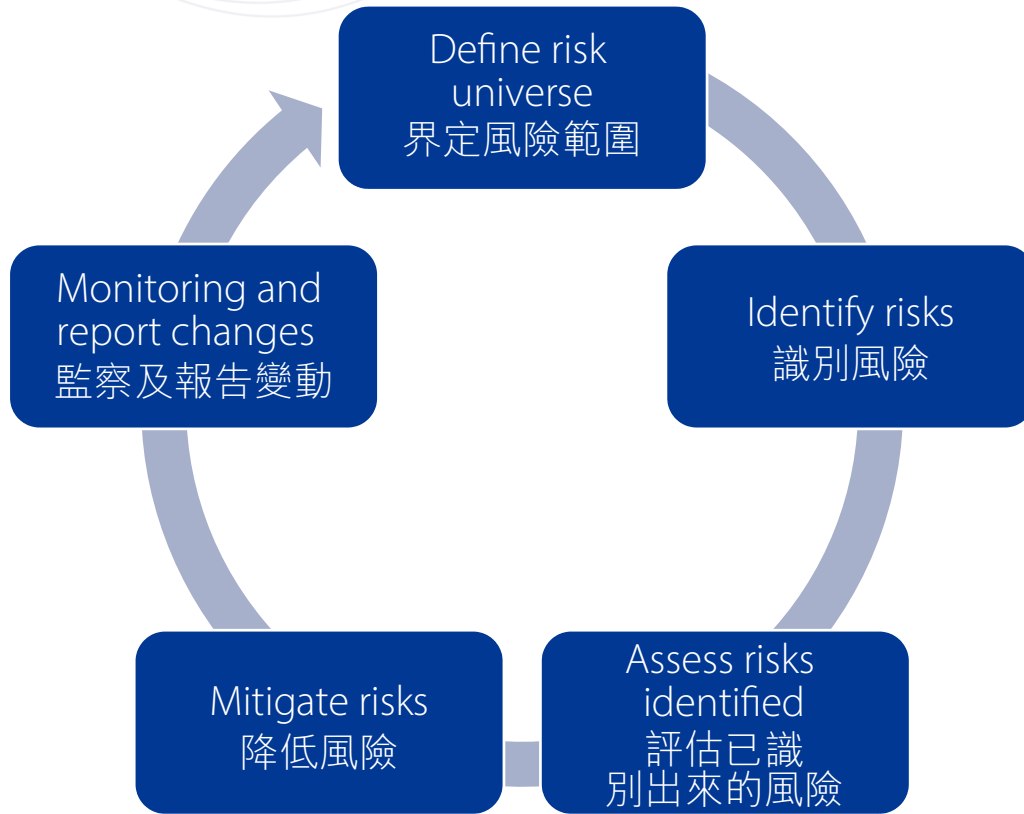 Define risk
universe
界定風險範圍
Identify risks
識別風險
Assess risks
identified
評估已識
別出來的風險
Mitigate risks
降低風險
Monitoring and
report changes
監察及報告變動